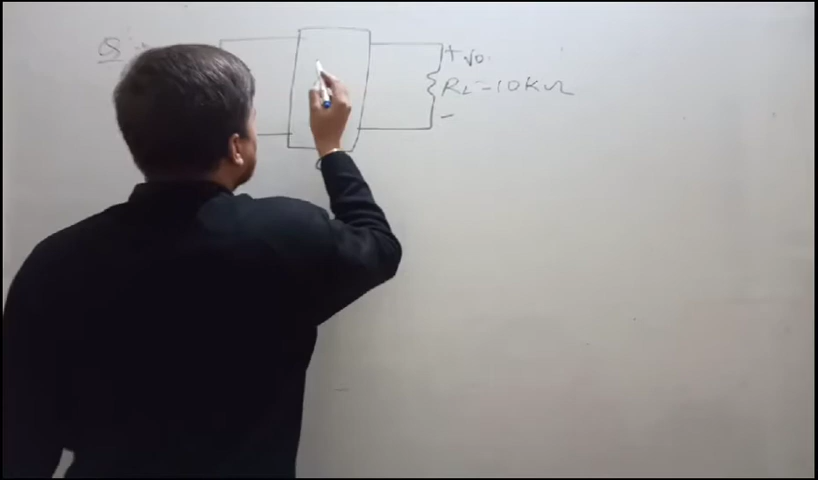 Q
+ Vo
RL = 10KΩ
-